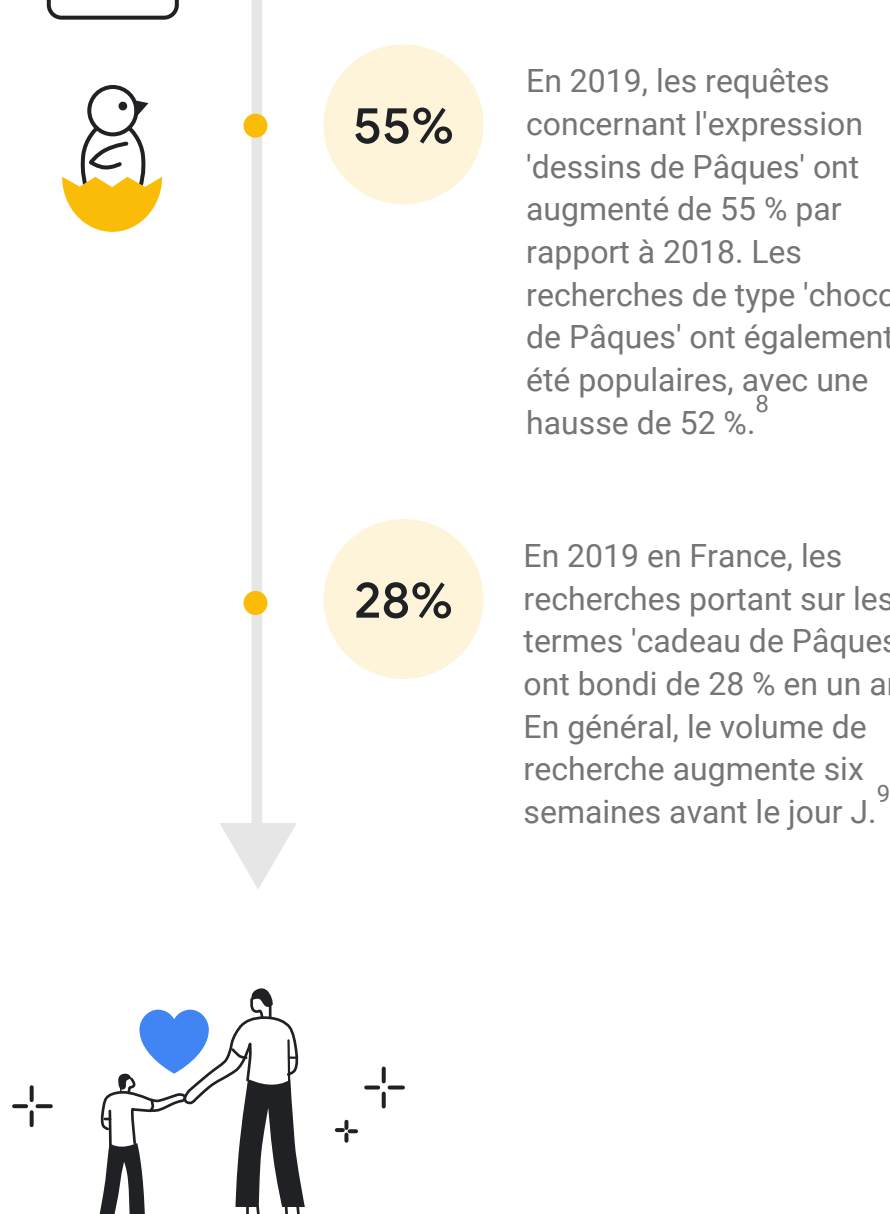 55%
En 2019, les requêtes
concernant l'expression
'dessins de Pâques' ont
augmenté de 55 % par
rapport à 2018. Les
recherches de type
de Pâques' ont également
été populaires, avec une
hausse de 52 %.8
28%
En 2019 en France, les
recherches portant sur les
termes 'cadeau de Pâques
ont bondi de 28 % en un
En général, le volume de
recherche augmente six
semaines avant le jour J.9